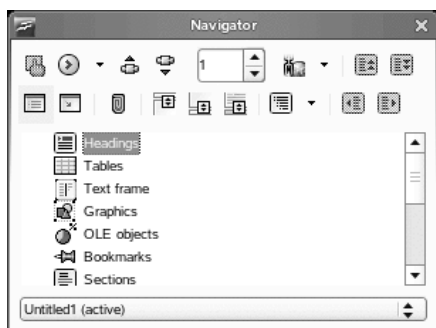 Navigator
1
Headings
Tables
Text frame
Graphics
OLE objects
Bookmarks
Sections
Untitled1 (active)